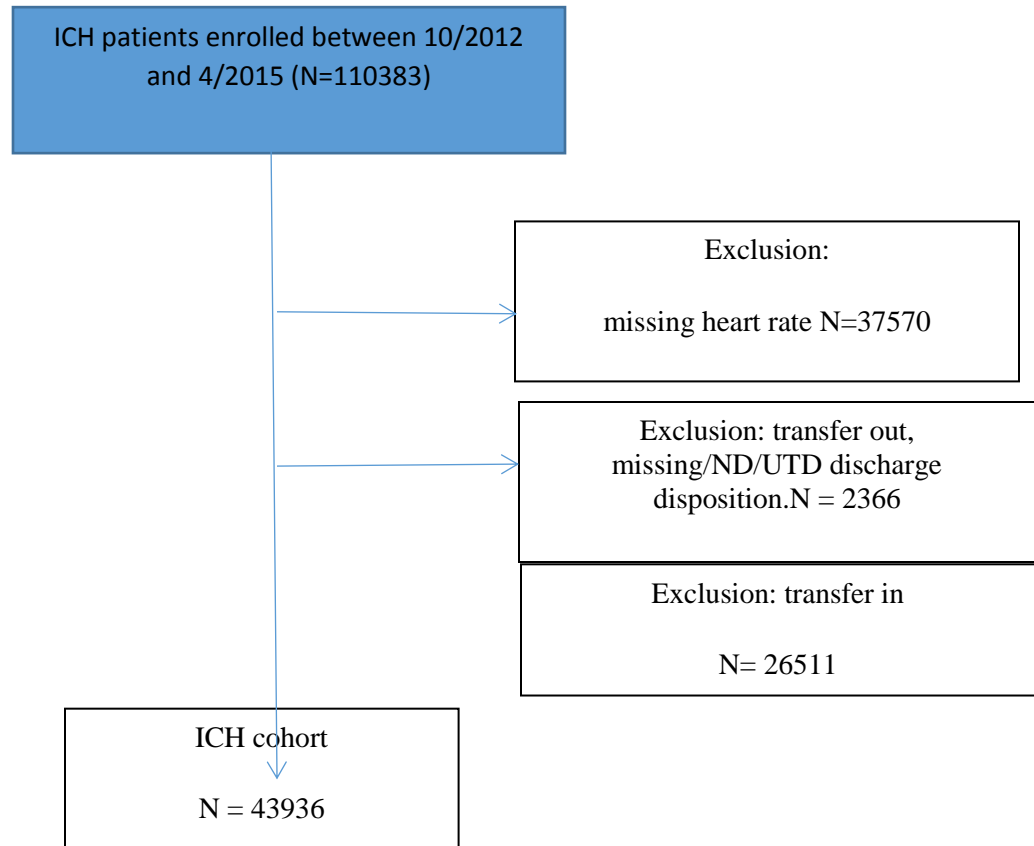 ICH patients enrolled between 10/2012
and 4/2015 (N=110383)
Exclusion:
missing heart rate N=37570
Exclusion: transfer out,
missing/ND/UTD discharge
disposition.N = 2366
Exclusion: transfer in
N= 26511
ICH cohort
N = 43936